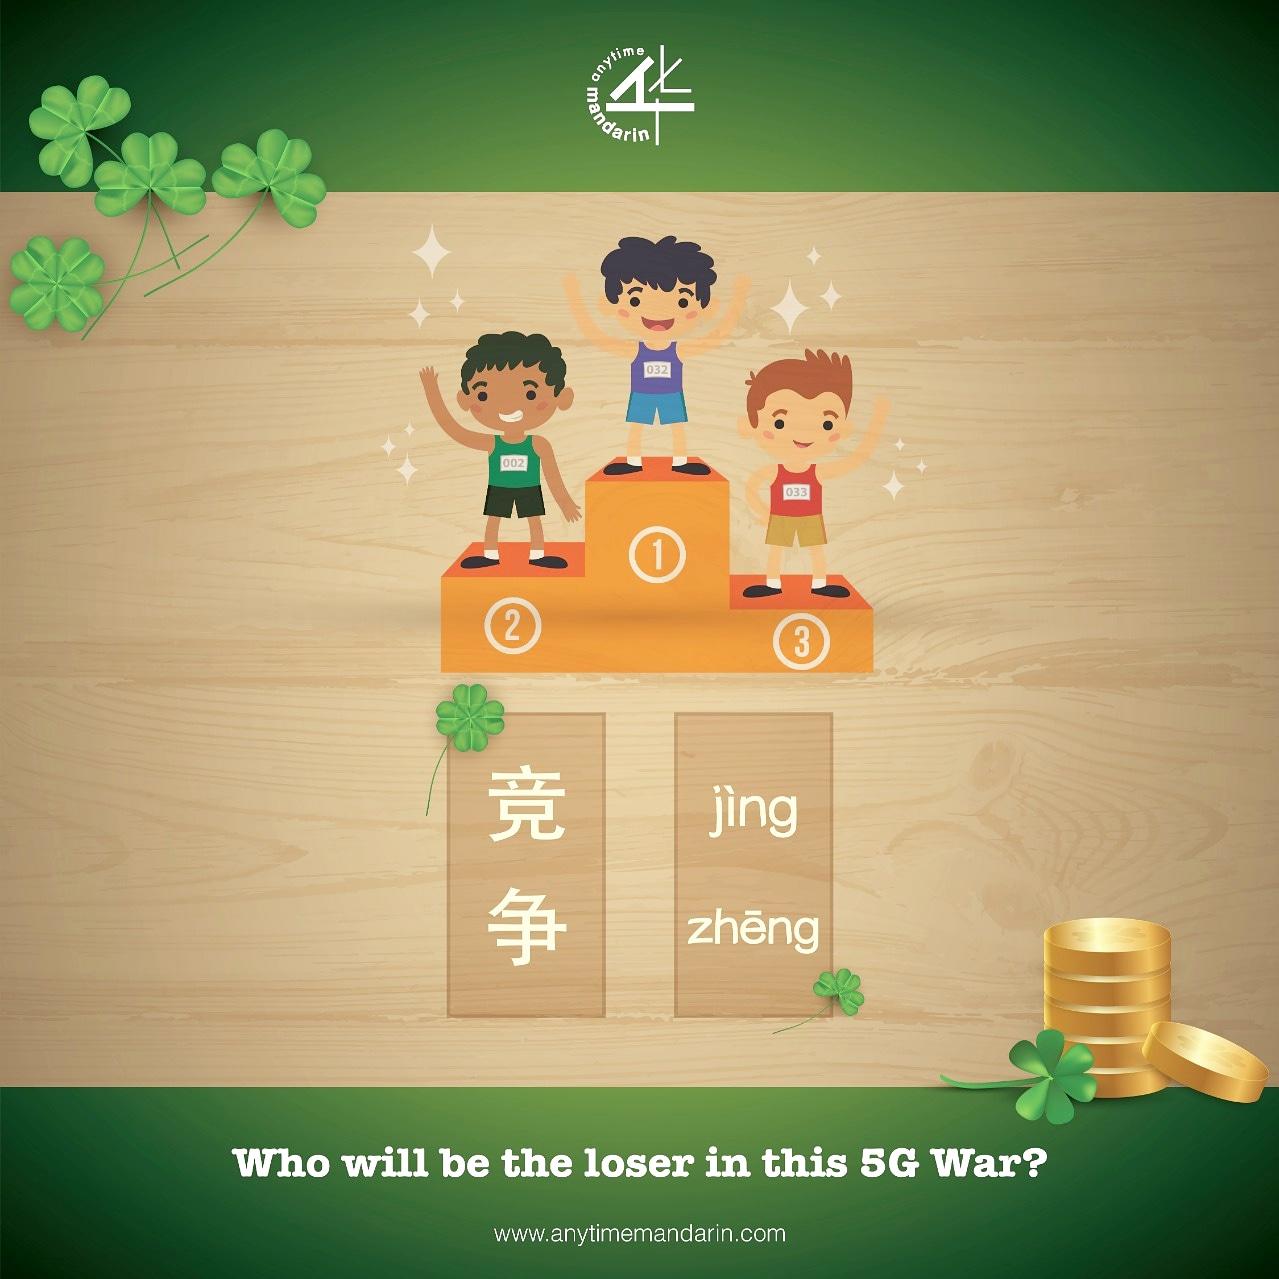 anytime
mandarin
032
002
033
1
2
3
竞
争
jìng
zhēng
Who will be the loser in this 5G War?
www.anytimemandarin.com